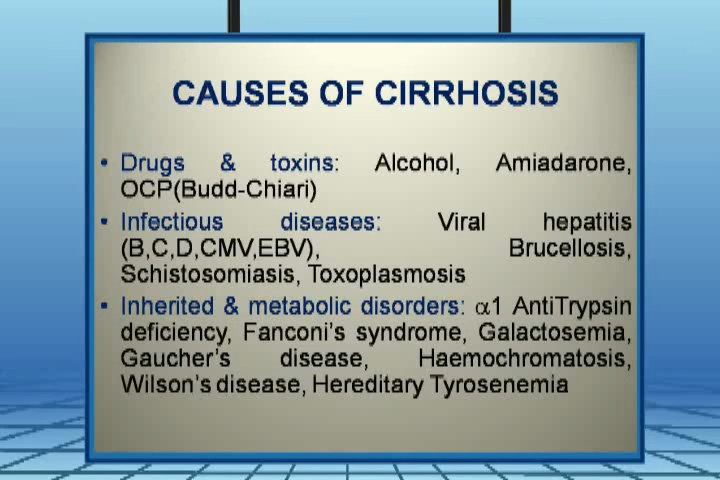 CAUSES OF CIRRHOSIS
• Drugs & toxins: Alcohol, Amiadarone,
OCP(Budd-Chiari)
• Infectious diseases: Viral hepatitis
(B,C,D,CMV,EBV), Brucellosis,
Schistosomiasis, Toxoplasmosis
• Inherited & metabolic disorders: α1 AntiTrypsin
deficiency, Fanconi's syndrome, Galactosemia,
Gaucher's disease, Haemochromatosis,
Wilson's disease, Hereditary Tyrosenemia